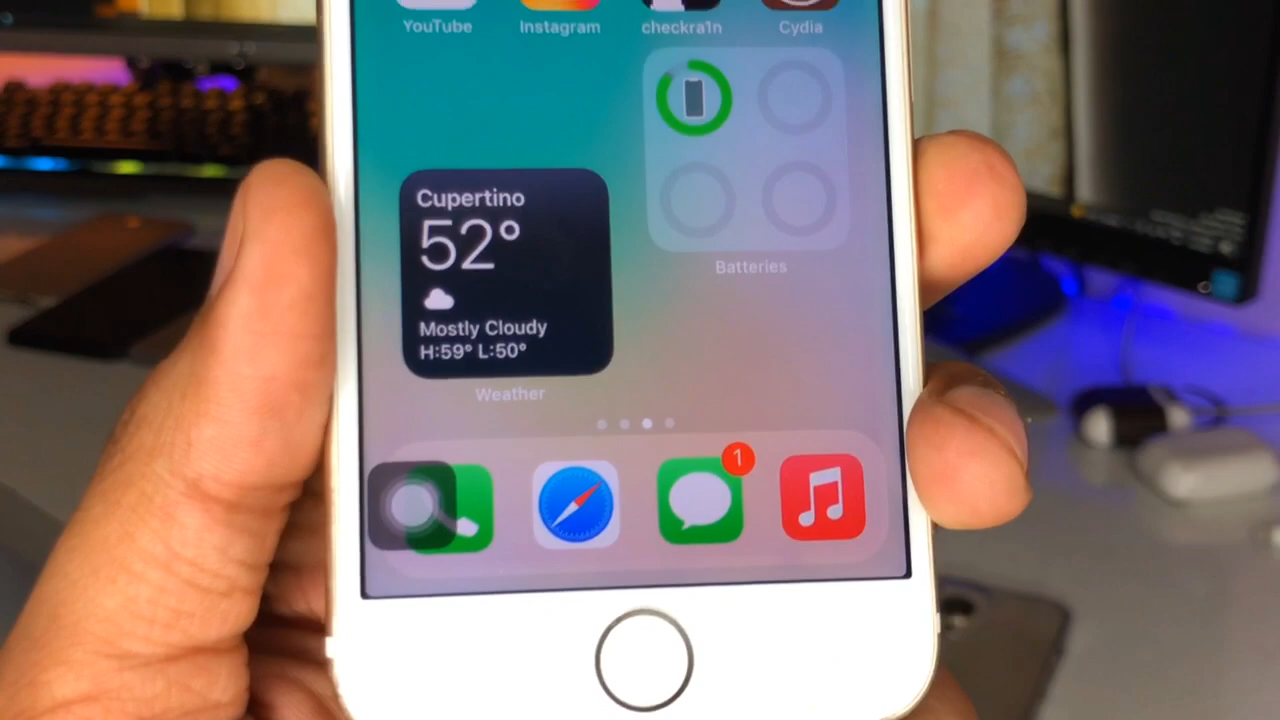 YouTube
Instagram
checkra1n
Cydia
Cupertino
52°
Mostly Cloudy
H:59° L:50°
Weather
Batteries
1